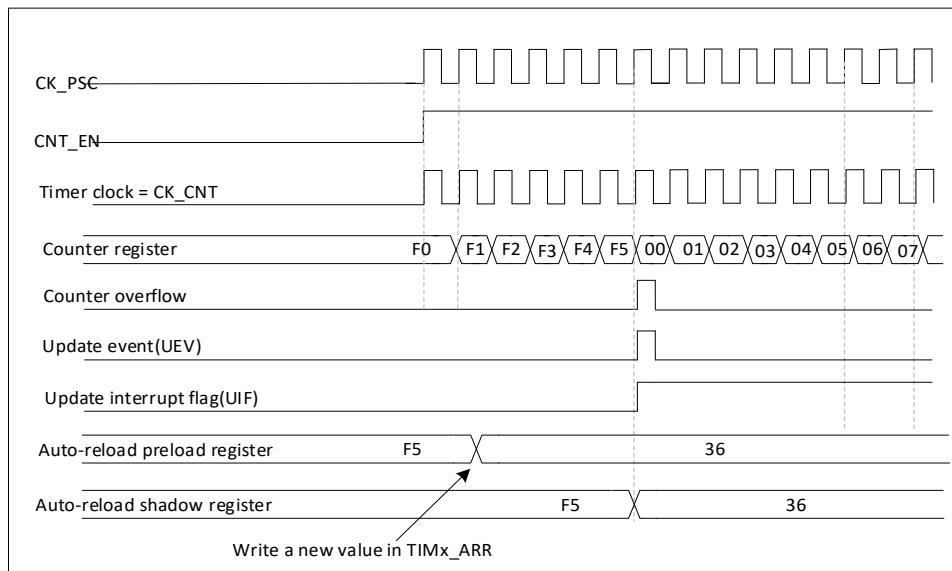 CK_PSC
CNT_EN
Timer clock = CK_CNT
Counter register F0 F1 F2 F3 F4 F5 00 01 02 03 04 05 06 07
Counter overflow
Update event(UEV)
Update interrupt flag(UIF)
Auto-reload preload register F5 36
Auto-reload shadow register F5 36
Write a new value in TIMx_ARR